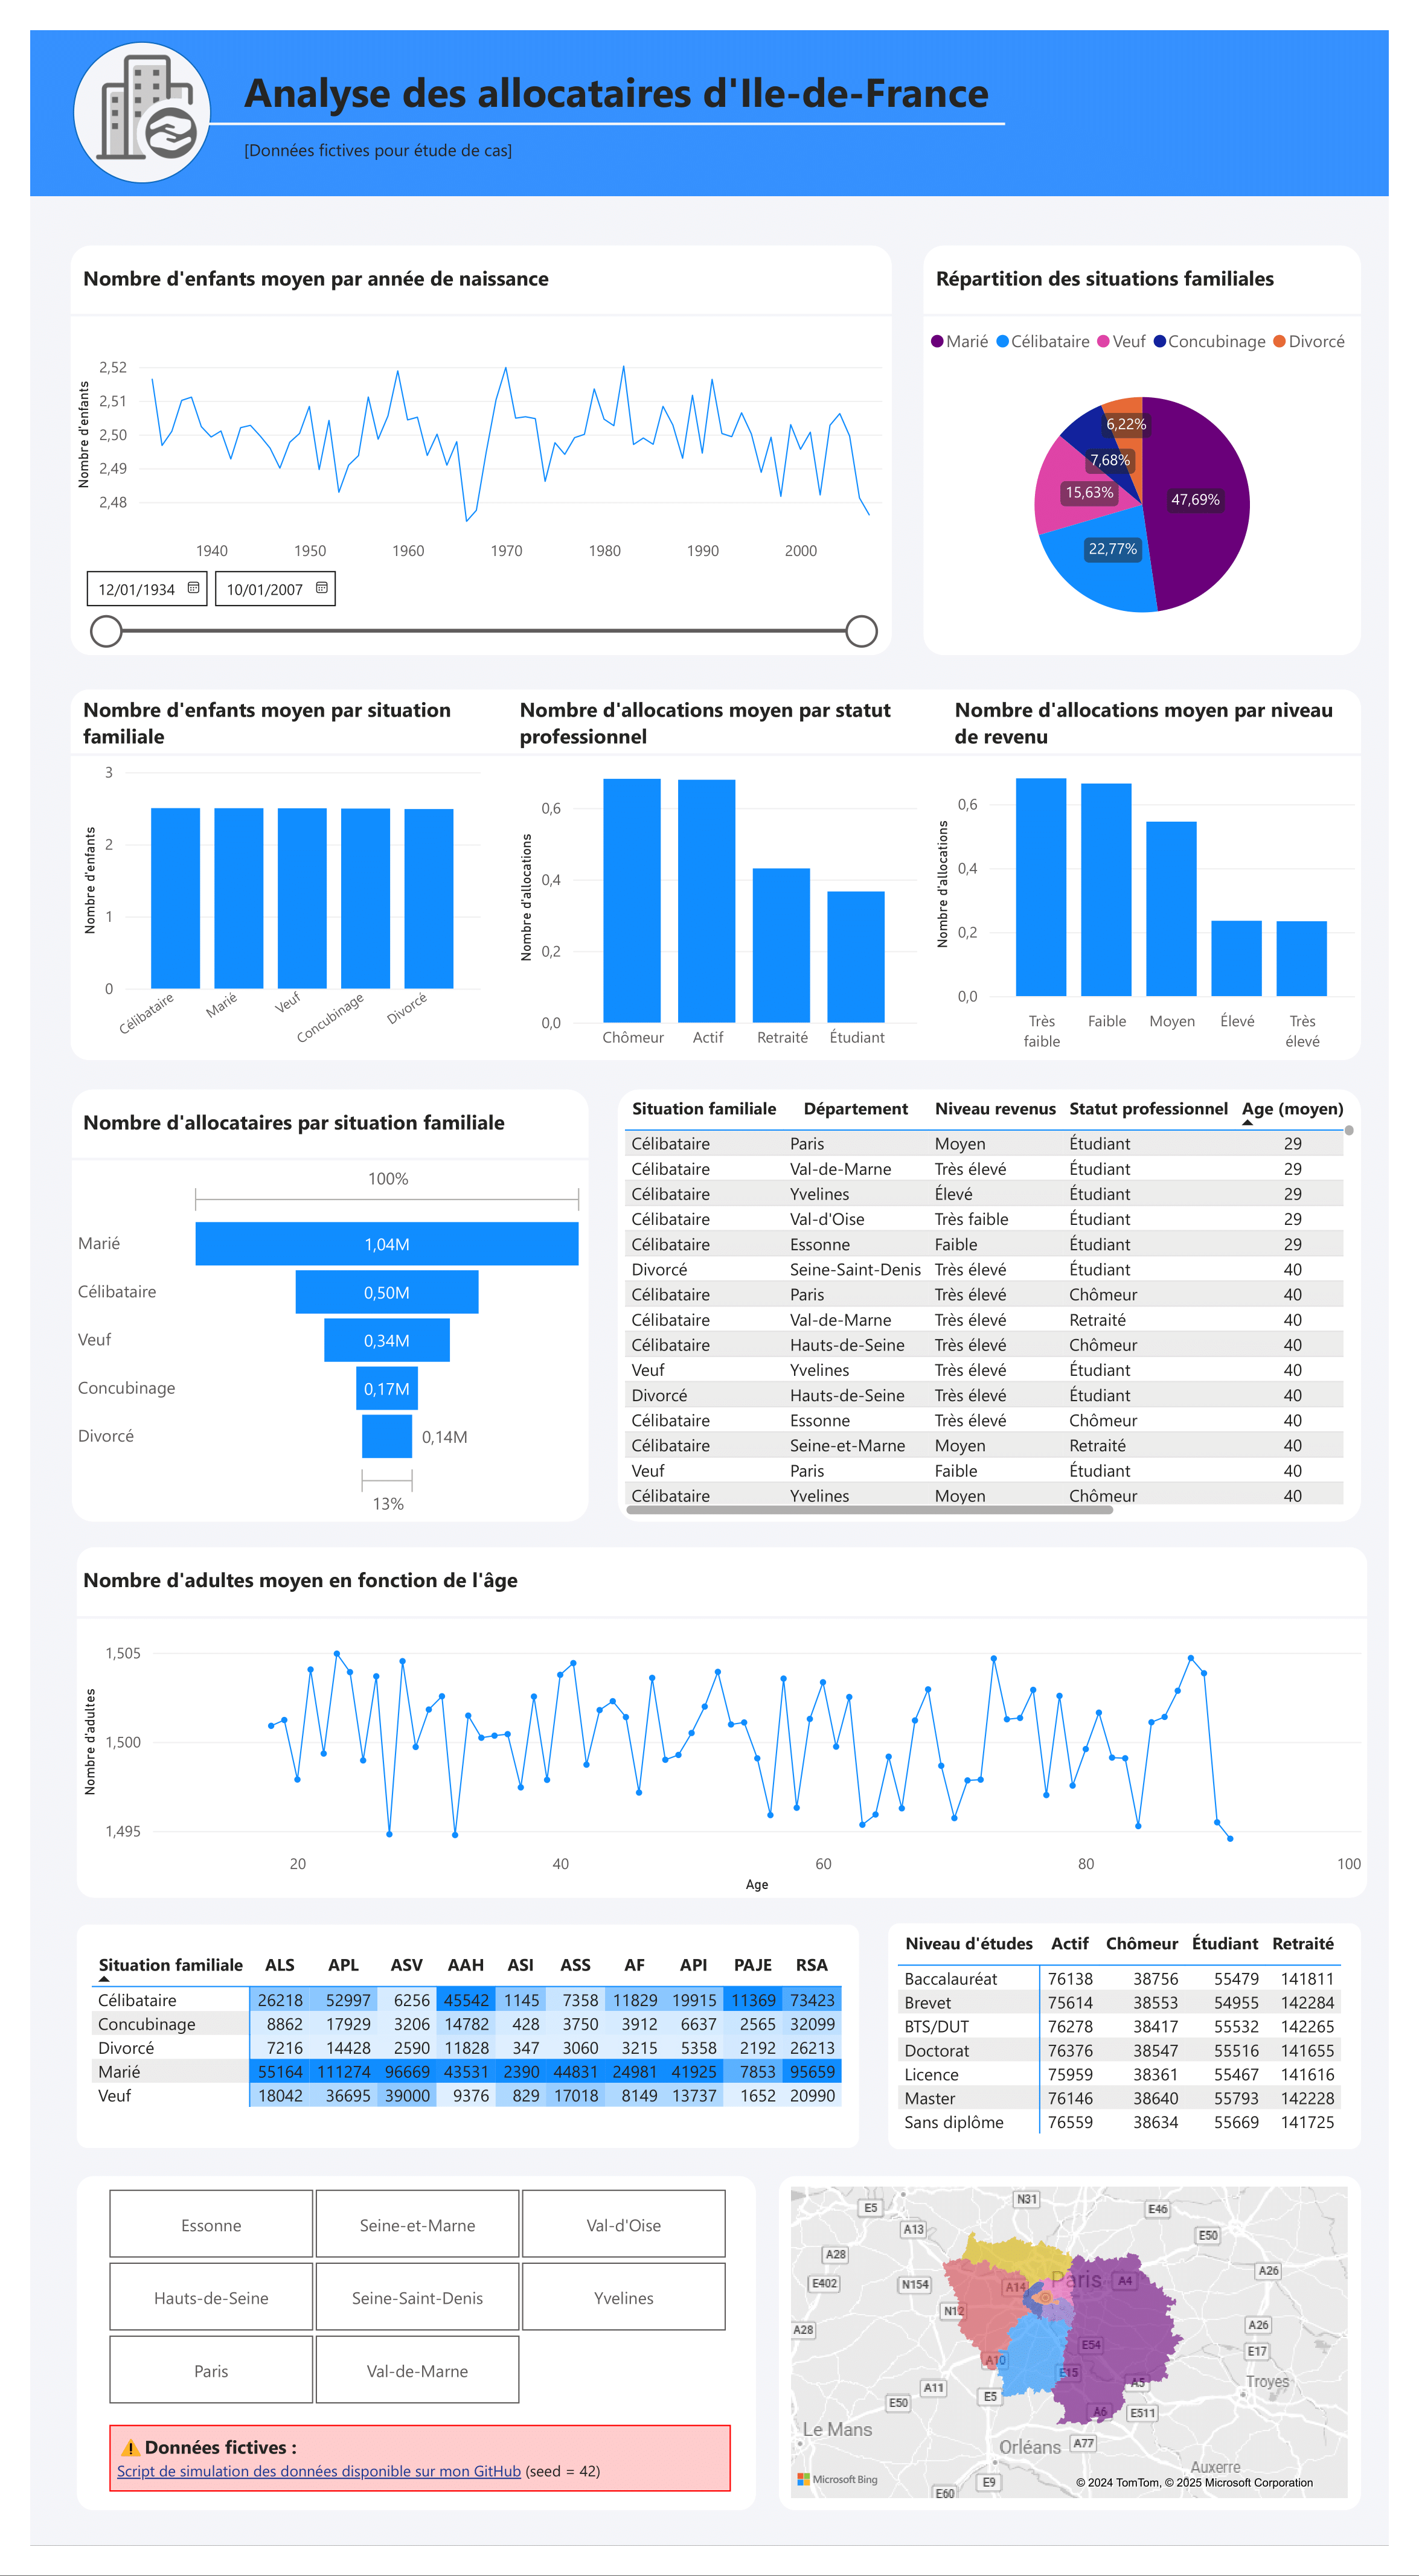 Analyse des allocataires d'Ile-de-France
[Données fictives pour étude de cas]
Nombre d'enfants moyen par année de naissance
Nombre d'enfants
2,52
2,51
2,50
2,49
2,48
1940 1950 1960 1970 1980 1990 2000
12/01/1934 10/01/2007
Répartition des situations familiales
Marié Célibataire Veuf Concubinage Divorcé
6,22%
7,68%
15,63%
47,69%
22,77%
Nombre d'enfants moyen par situation
familiale
Nombre d'enfants
3
2
1
0
Célibataire Marié Veuf Concubinage Divorcé
Nombre d'allocations moyen par statut
professionnel
Nombre d'allocations
0,6
0,4
0,2
0,0
Chômeur Actif Retraité Étudiant
Nombre d'allocations moyen par niveau
de revenu
Nombre d'allocations
0,6
0,4
0,2
0,0
Très faible Faible Moyen Élevé Très élevé
Nombre d'allocataires par situation familiale
100%
Marié 1,04M
Célibataire 0,50M
Veuf 0,34M
Concubinage 0,17M
Divorcé 0,14M
13%
Situation familiale Département Niveau revenus Statut professionnel Age (moyen)
Célibataire Paris Moyen Étudiant 29
Célibataire Val-de-Marne Très élevé Étudiant 29
Célibataire Yvelines Élevé Étudiant 29
Célibataire Val-d'Oise Très faible Étudiant 29
Célibataire Essonne Faible Étudiant 29
Divorcé Seine-Saint-Denis Très élevé Étudiant 40
Célibataire Paris Très élevé Chômeur 40
Célibataire Val-de-Marne Très élevé Retraité 40
Célibataire Hauts-de-Seine Très élevé Chômeur 40
Veuf Yvelines Très élevé Étudiant 40
Divorcé Hauts-de-Seine Très élevé Étudiant 40
Célibataire Essonne Très élevé Chômeur 40
Célibataire Seine-et-Marne Moyen Retraité 40
Veuf Paris Faible Étudiant 40
Célibataire Yvelines Moyen Chômeur 40
Nombre d'adultes moyen en fonction de l'âge
Nombre d'adultes
1,505
1,500
1,495
20 40 60 80 100
Age
Situation familiale ALS APL ASV AAH ASI ASS AF API PAJE RSA
Célibataire 26218 52997 6256 45542 1145 7358 11829 19915 11369 73423
Concubinage 8862 17929 3206 14782 428 3750 3912 6637 2565 32099
Divorcé 7216 14428 2590 11828 347 3060 3215 5358 2192 26213
Marié 55164 111274 96669 43531 2390 44831 24981 41925 7853 95659
Veuf 18042 36695 39000 9376 829 17018 8149 13737 1652 20990
Niveau d'études Actif Chômeur Étudiant Retraité
Baccalauréat 76138 38756 55479 141811
Brevet 75614 38553 54955 142284
BTS/DUT 76278 38417 55532 142265
Doctorat 76376 38547 55516 141655
Licence 75959 38361 55467 141616
Master 76146 38640 55793 142228
Sans diplôme 76559 38634 55669 141725
Essonne Seine-et-Marne Val-d'Oise
Hauts-de-Seine Seine-Saint-Denis Yvelines
Paris Val-de-Marne
Données fictives :
Script de simulation des données disponible sur mon GitHub (seed = 42)
E5 N31 E46
A13 E50
A28 A26
E402 N154 A14 Paris A4
N12
A28 A26
E54 E17
A10 E15 A5 Troyes
A11 E5
E50 A6 E511
Le Mans
Orléans A77
Auxerre
Microsoft Bing E9 © 2024 TomTom, © 2025 Microsoft Corporation
E60